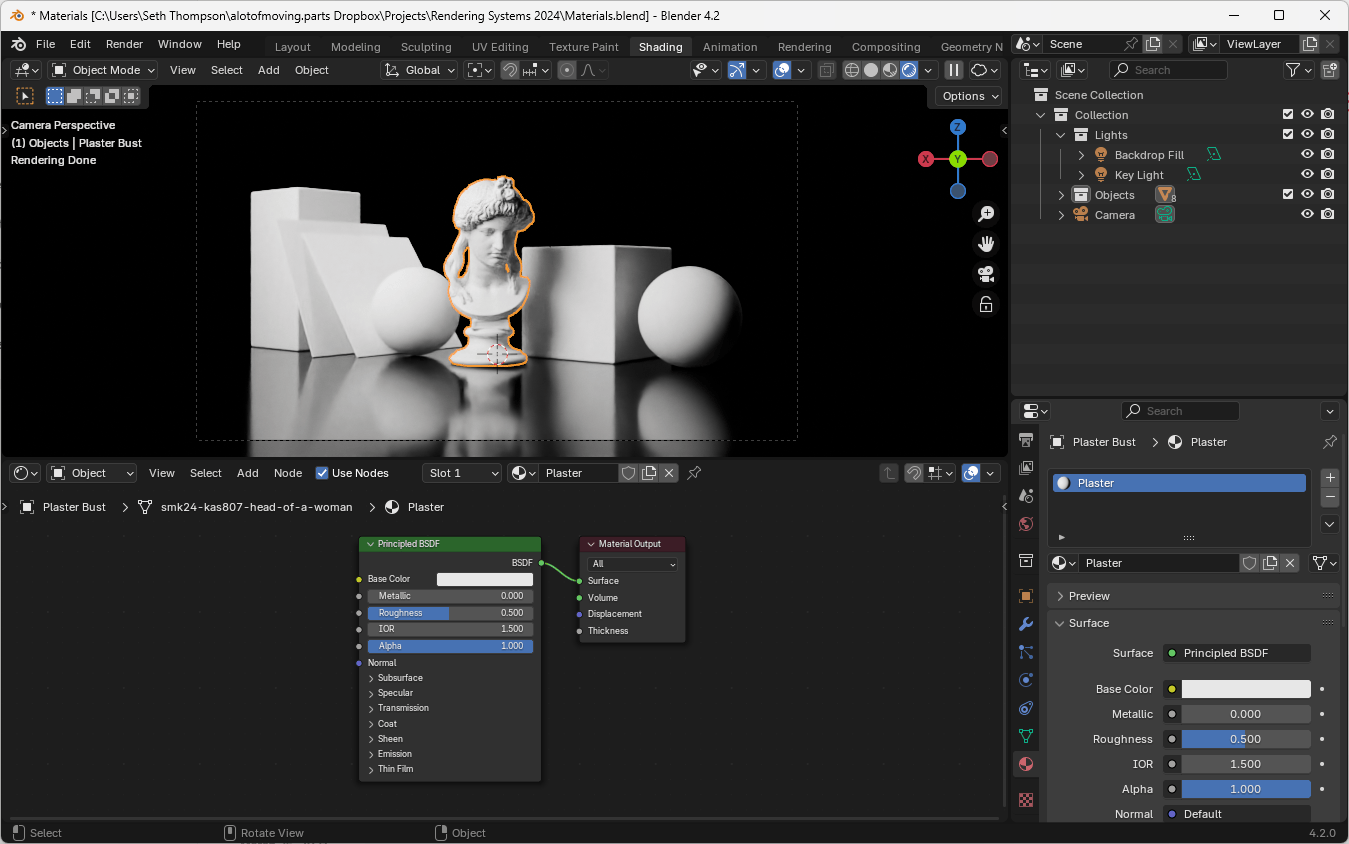 * Materials [C:\Users\Seth Thompson\alotofmoving.parts Dropbox\Projects\Rendering Systems 2024\Materials.blend] - Blender 4.2
File Edit Render Window Help Layout Modeling Sculpting UV Editing Texture Paint Shading Animation Rendering Compositing Geometry N Scene ViewLayer
Object Mode View Select Add Object Global Search
Options
Camera Perspective
(1) Objects | Plaster Bust
Rendering Done
Z
X Y
Scene Collection
Collection
Lights
Backdrop Fill
Key Light
Objects 8
Camera
Search
Object View Select Add Node Use Nodes Slot 1 Plaster
Plaster Bust > smk24-kas807-head-of-a-woman > Plaster
Principled BSDF
BSDF
Base Color
Metallic 0.000
Roughness 0.500
IOR 1.500
Alpha 1.000
Normal
Subsurface
Specular
Transmission
Coat
Sheen
Emission
Thin Film
Material Output
All
Surface
Volume
Displacement
Thickness
Plaster Bust > Plaster
Plaster
Plaster
Preview
Surface
Surface Principled BSDF
Base Color
Metallic 0.000
Roughness 0.500
IOR 1.500
Alpha 1.000
Normal Default
Select Rotate View Object 4.2.0